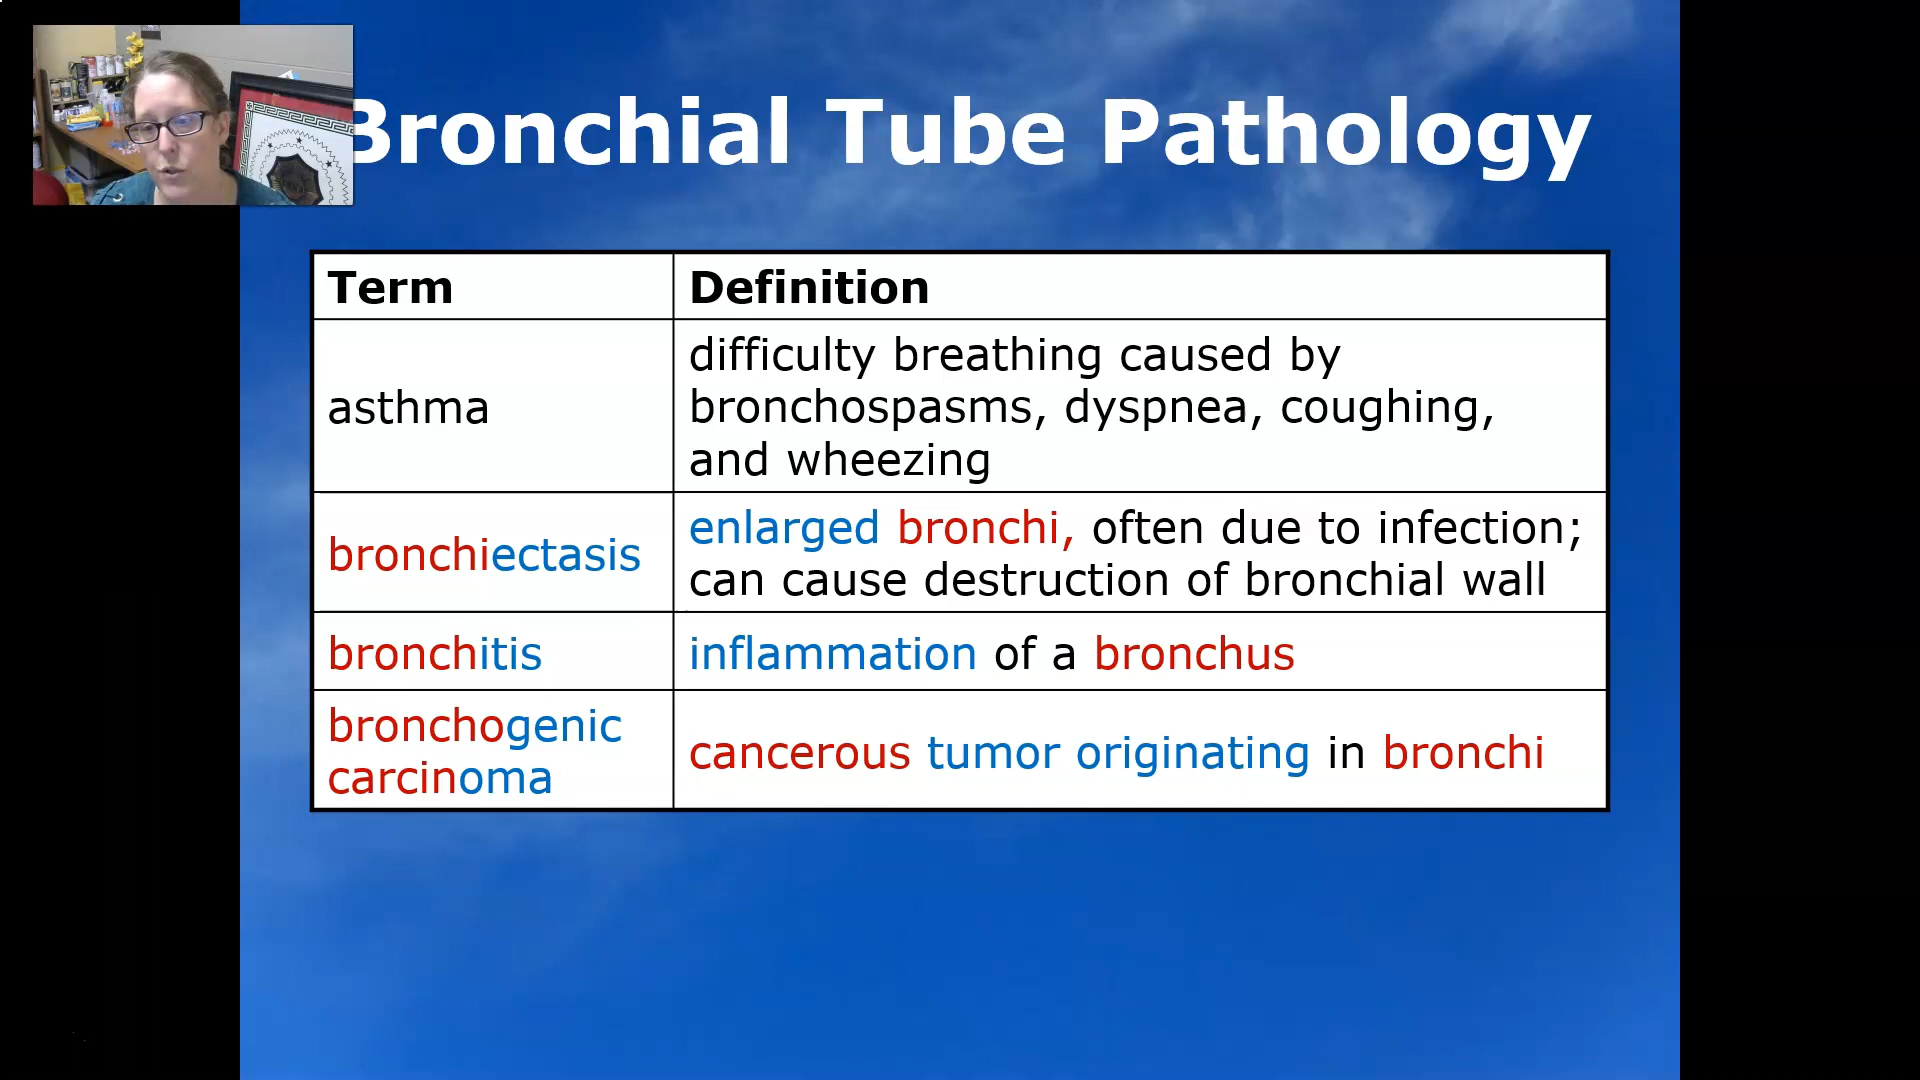 Bronchial Tube Pathology
Term
Definition
asthma
difficulty breathing caused by
bronchospasms, dyspnea, coughing,
and wheezing
bronchiectasis
enlarged bronchi, often due to infection;
can cause destruction of bronchial wall
bronchitis
inflammation of a bronchus
bronchogenic
carcinoma
cancerous tumor originating in bronchi